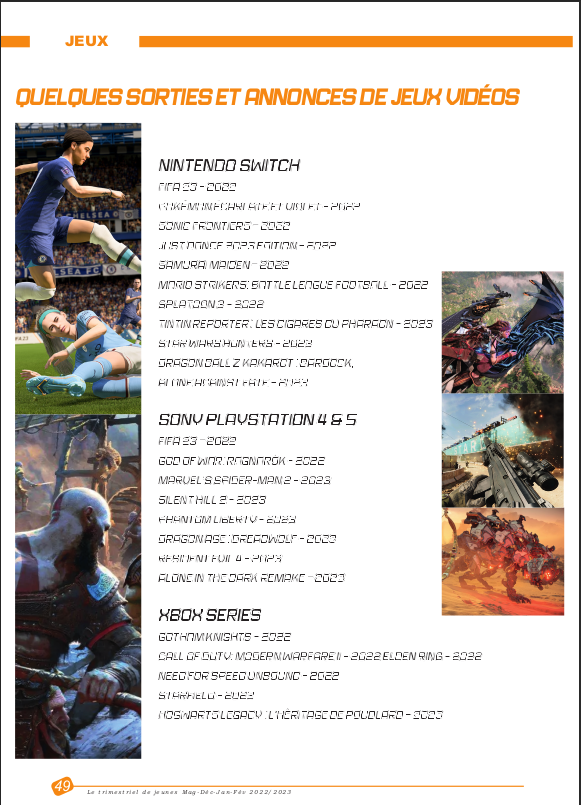 JEUX
QUELQUES SORTIES ET ANNONCES DE JEUX VIDÉOS
NINTENDO SWITCH
FIFA 23 - 2022
POKÉMON ECARLATE ET VIOLET - 2022
SONIC FRONTIERS - 2022
JUST DANCE 2023 EDITION - 2022
SAMURAI MAIDEN - 2022
MARIO STRIKERS: BATTLE LEAGUE FOOTBALL - 2022
SPLATOON 3 - 2022
TINTIN REPORTER : LES CIGARES DU PHARAON - 2023
STAR WARS HUNTERS - 2023
DRAGON BALL Z KAKAROT : BARDOCK,
ALONE AGAINST FATE - 2023
SONY PLAYSTATION 4 & 5
FIFA 23 - 2022
GOD OF WAR: RAGNARÖK - 2022
MARVEL'S SPIDER-MAN 2 - 2023
SILENT HILL 2 - 2023
PHANTOM LIBERTY - 2023
DRAGON AGE : DREADWOLF - 2023
RESIDENT EVIL 4 - 2023
ALONE IN THE DARK REMAKE - 2023
XBOX SERIES
GOTHAM KNIGHTS - 2022
CALL OF DUTY: MODERN WARFARE II - 2022 ELDEN RING - 2022
NEED FOR SPEED UNBOUND - 2022
STARFIELD - 2023
HOGWARTS LEGACY : L'HÉRITAGE DE POUDLARD - 2023
CHELSEA F
LSEA FC
49
Le trimestriel de jeunes Mag-Déc-Jan-Fév 2022/2023